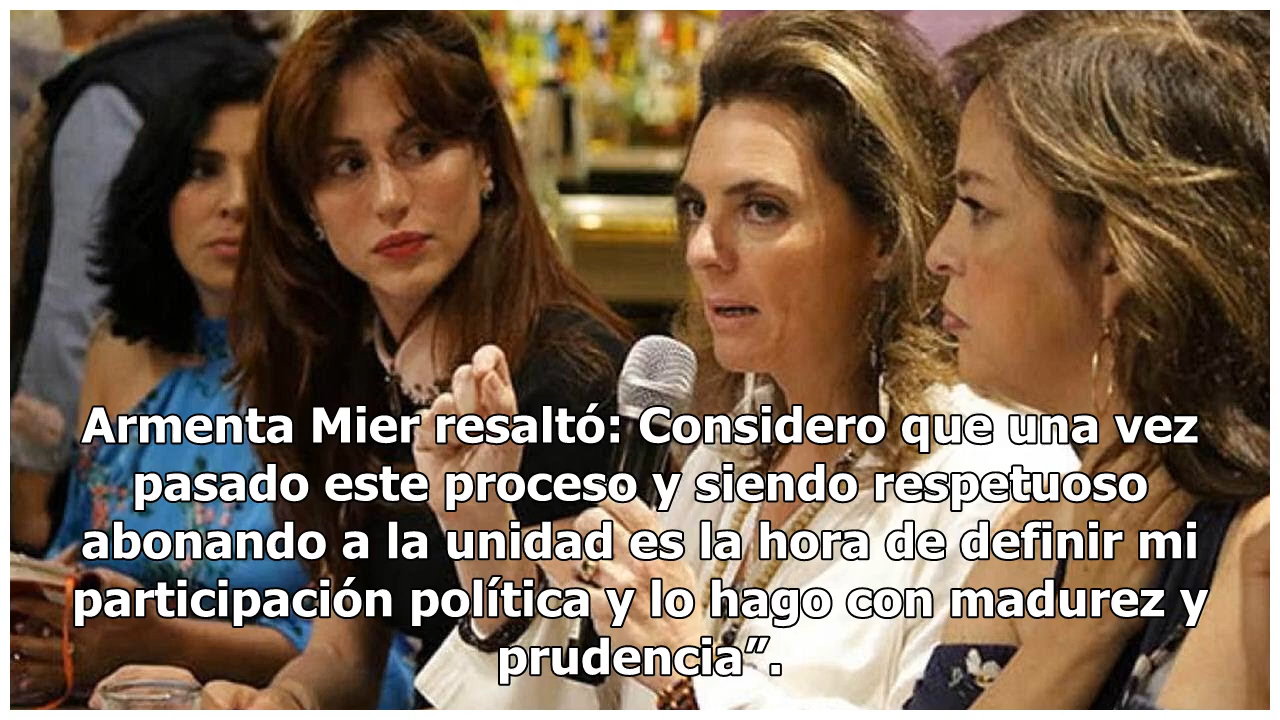 Armenta Mier resaltó: Considero que una vez
pasado este proceso y siendo respetuoso
abonando a la unidad es la hora de definir mi
participación política y lo hago con madurez y
prudencia”.